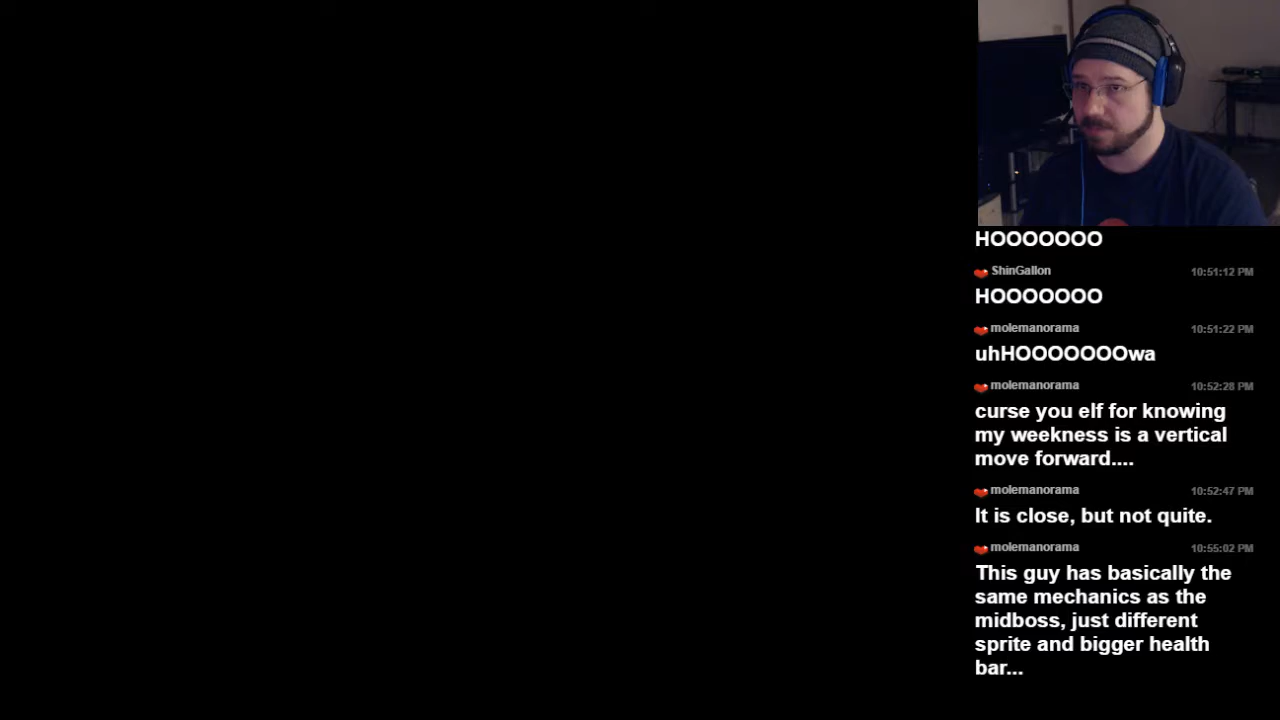 HOOOOOOO
ShinGallon 10:51:12 PM
HOOOOOOO
molemanorama 10:51:22 PM
uhHOOOOOOOwa
molemanorama 10:52:28 PM
curse you elf for knowing
my weekness is a vertical
move forward....
molemanorama 10:52:47 PM
It is close, but not quite.
molemanorama 10:55:02 PM
This guy has basically the
same mechanics as the
midboss, just different
sprite and bigger health
bar...